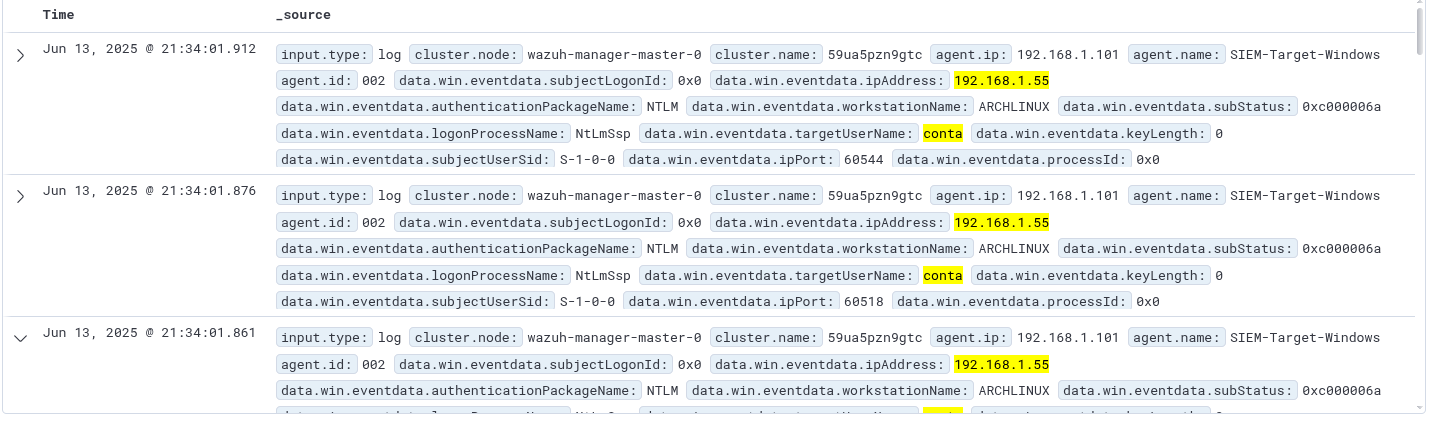 Time _source
Jun 13, 2025 @ 21:34:01.912 input.type: log cluster.node: wazuh-manager-master-0 cluster.name: 59ua5pzn9gtc agent.ip: 192.168.1.101 agent.name: SIEM-Target-Windows
agent.id: 002 data.win.eventdata.subjectLogonId: 0x0 data.win.eventdata.ipAddress: 192.168.1.55
data.win.eventdata.authenticationPackageName: NTLM data.win.eventdata.workstationName: ARCHLINUX data.win.eventdata.subStatus: 0xc000006a
data.win.eventdata.logonProcessName: NtLmSsp data.win.eventdata.targetUserName: conta data.win.eventdata.keyLength: 0
data.win.eventdata.subjectUserSid: S-1-0-0 data.win.eventdata.ipPort: 60544 data.win.eventdata.processId: 0x0
Jun 13, 2025 @ 21:34:01.876 input.type: log cluster.node: wazuh-manager-master-0 cluster.name: 59ua5pzn9gtc agent.ip: 192.168.1.101 agent.name: SIEM-Target-Windows
agent.id: 002 data.win.eventdata.subjectLogonId: 0x0 data.win.eventdata.ipAddress: 192.168.1.55
data.win.eventdata.authenticationPackageName: NTLM data.win.eventdata.workstationName: ARCHLINUX data.win.eventdata.subStatus: 0xc000006a
data.win.eventdata.logonProcessName: NtLmSsp data.win.eventdata.targetUserName: conta data.win.eventdata.keyLength: 0
data.win.eventdata.subjectUserSid: S-1-0-0 data.win.eventdata.ipPort: 60518 data.win.eventdata.processId: 0x0
Jun 13, 2025 @ 21:34:01.861 input.type: log cluster.node: wazuh-manager-master-0 cluster.name: 59ua5pzn9gtc agent.ip: 192.168.1.101 agent.name: SIEM-Target-Windows
agent.id: 002 data.win.eventdata.subjectLogonId: 0x0 data.win.eventdata.ipAddress: 192.168.1.55
data.win.eventdata.authenticationPackageName: NTLM data.win.eventdata.workstationName: ARCHLINUX data.win.eventdata.subStatus: 0xc000006a